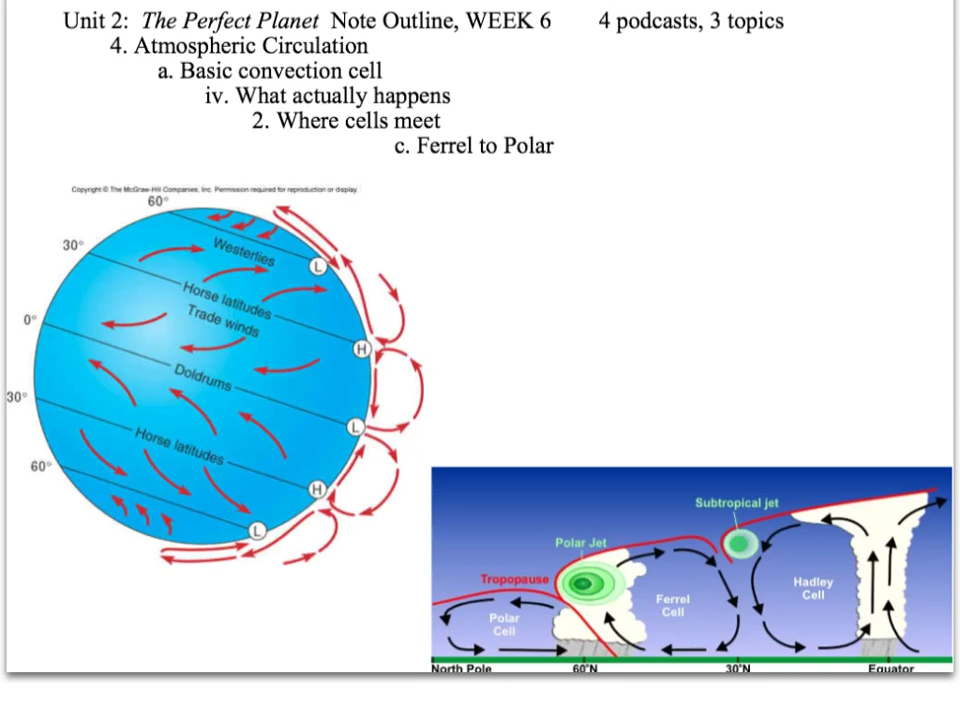 Unit 2: The Perfect Planet Note Outline, WEEK 6 4 podcasts, 3 topics
4. Atmospheric Circulation
a. Basic convection cell
iv. What actually happens
2. Where cells meet
c. Ferrel to Polar
Copyright © The McGraw-Hill Companies, Inc. Permission required for reproduction or display
60°
30°
Westerlies
L
Horse latitudes
Trade winds
0°
H
Doldrums
30°
L
Horse latitudes
60°
H
L
Subtropical jet
Polar Jet
Tropopause
Hadley
Cell
Ferrel
Cell
Polar
Cell
North Pole 60°N 30°N Equator